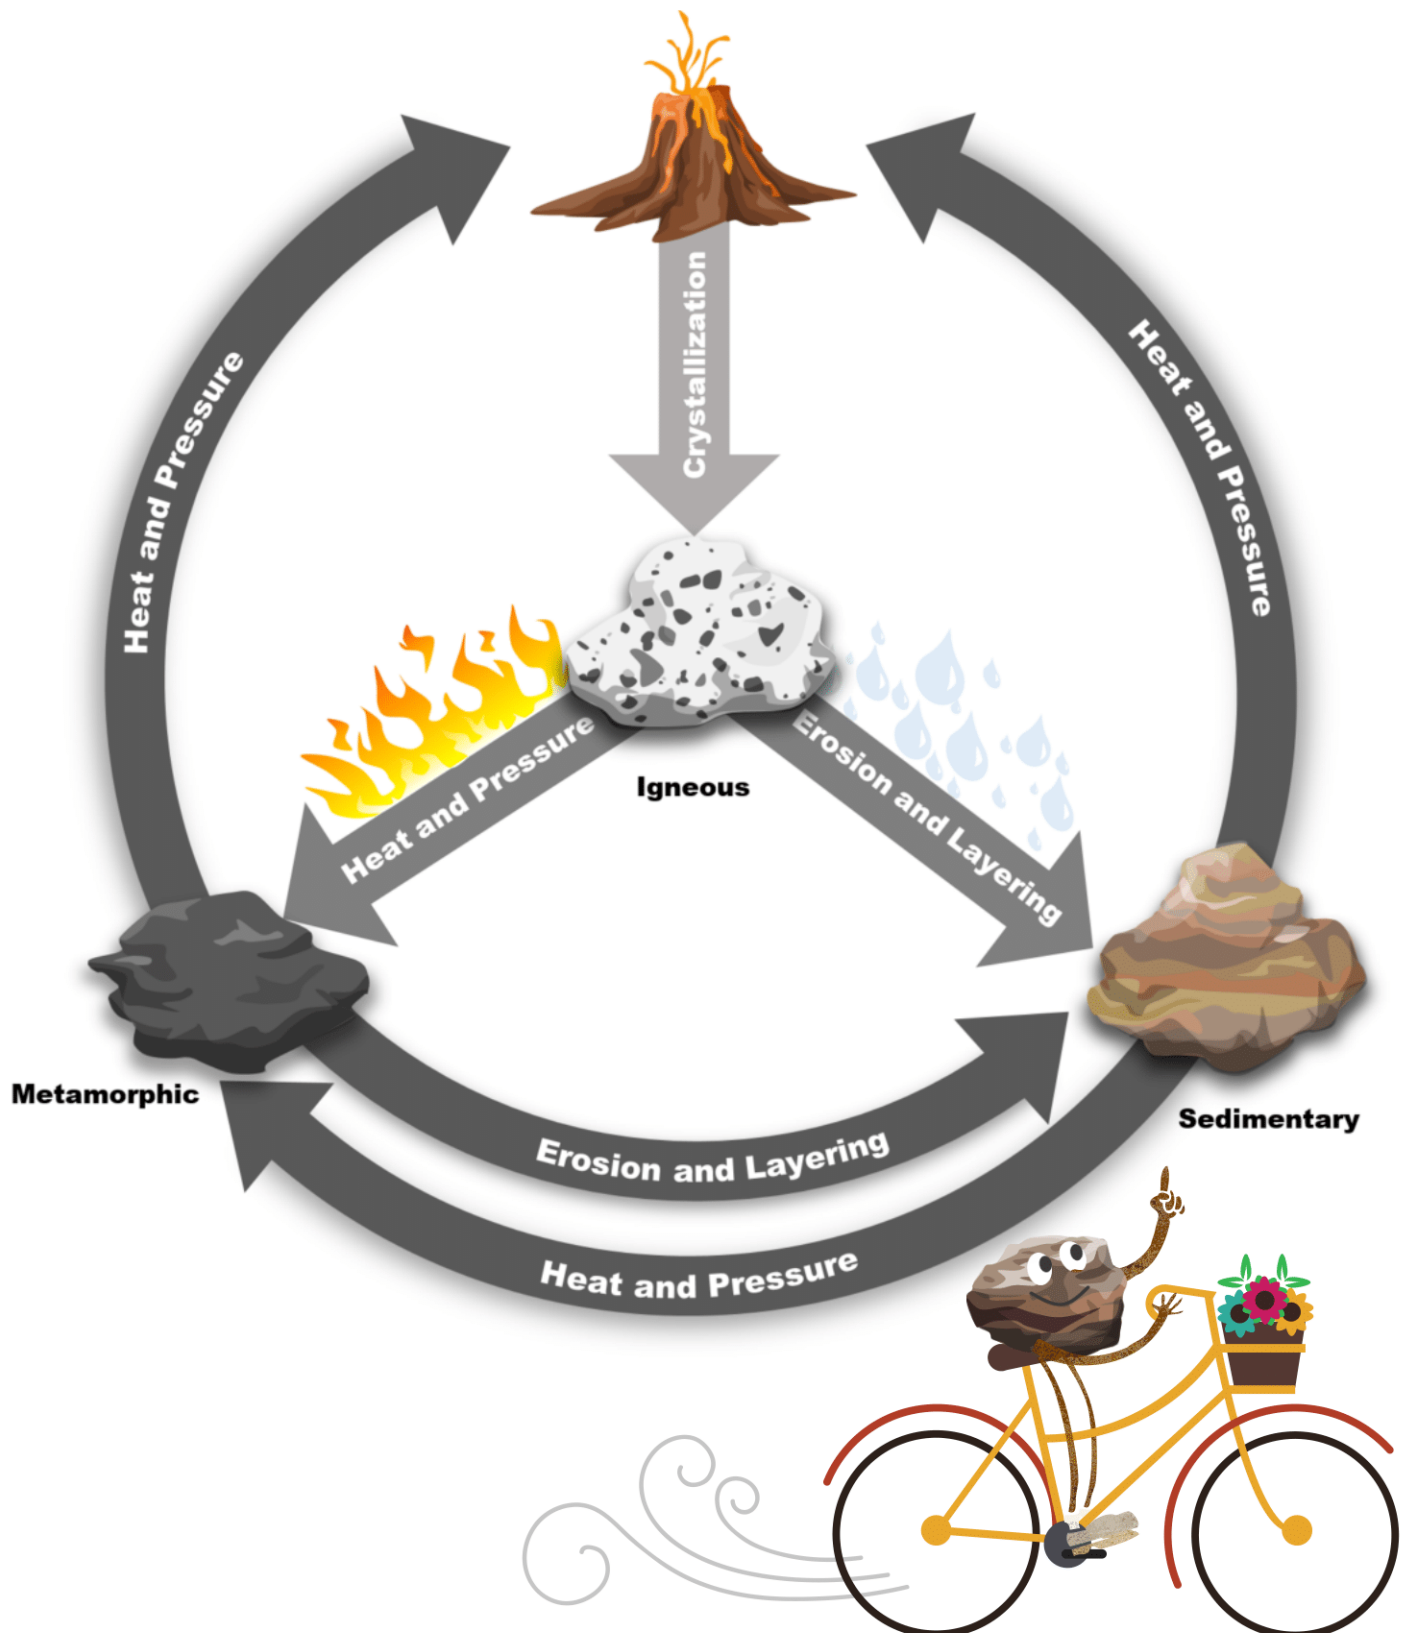 Crystallization
Heat and Pressure
Heat and Pressure
Igneous
Heat and Pressure
Erosion and Layering
Metamorphic
Sedimentary
Erosion and Layering
Heat and Pressure